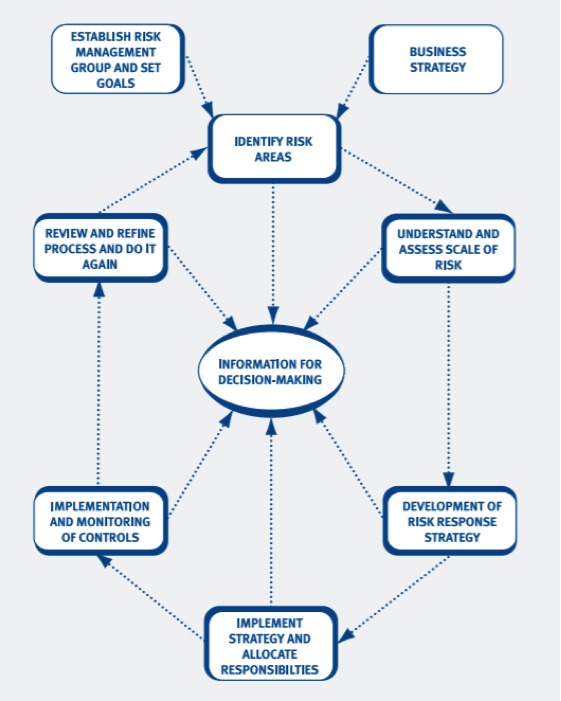 ESTABLISH RISK
MANAGEMENT
GROUP AND SET
GOALS
BUSINESS
STRATEGY
IDENTIFY RISK
AREAS
REVIEW AND REFINE
PROCESS AND DO IT
AGAIN
UNDERSTAND AND
ASSESS SCALE OF
RISK
INFORMATION FOR
DECISION-MAKING
IMPLEMENTATION
AND MONITORING
OF CONTROLS
DEVELOPMENT OF
RISK RESPONSE
STRATEGY
IMPLEMENT
STRATEGY AND
ALLOCATE
RESPONSIBILTIES